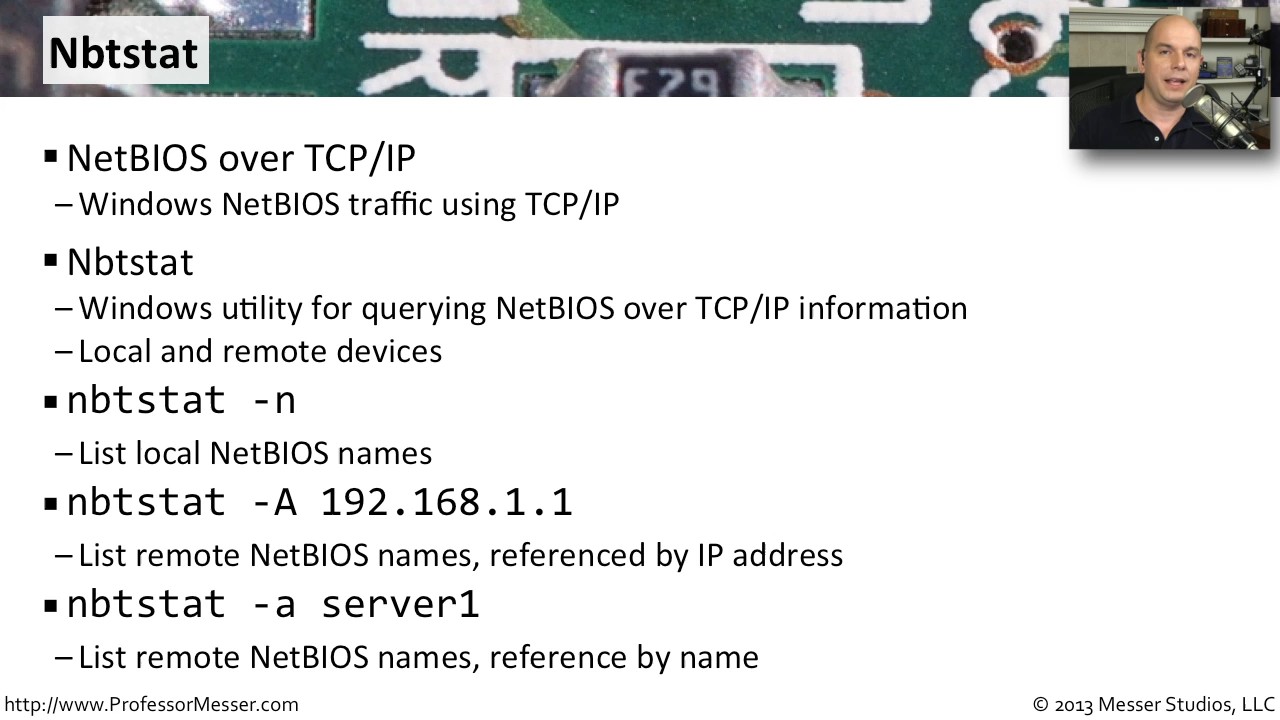 Nbtstat
E79
▪ NetBIOS over TCP/IP
– Windows NetBIOS traffic using TCP/IP
▪ Nbtstat
– Windows utility for querying NetBIOS over TCP/IP information
– Local and remote devices
▪ nbtstat -n
– List local NetBIOS names
▪ nbtstat -A 192.168.1.1
– List remote NetBIOS names, referenced by IP address
▪ nbtstat -a server1
– List remote NetBIOS names, reference by name
http://www.ProfessorMesser.com
© 2013 Messer Studios, LLC